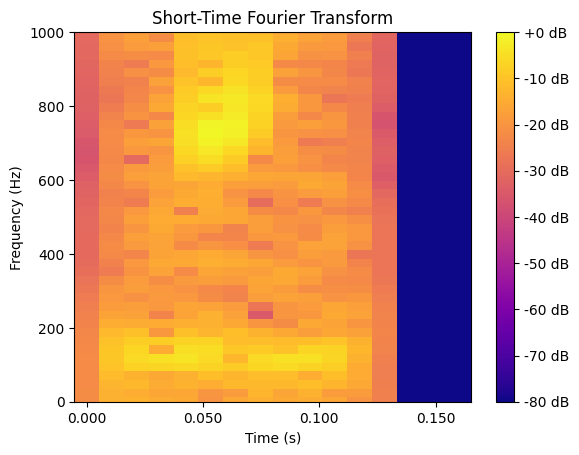 Short-Time Fourier Transform
1000
800
600
400
200
0
Frequency (Hz)
0.000
0.050
0.100
0.150
Time (s)
+0 dB
-10 dB
-20 dB
-30 dB
-40 dB
-50 dB
-60 dB
-70 dB
-80 dB